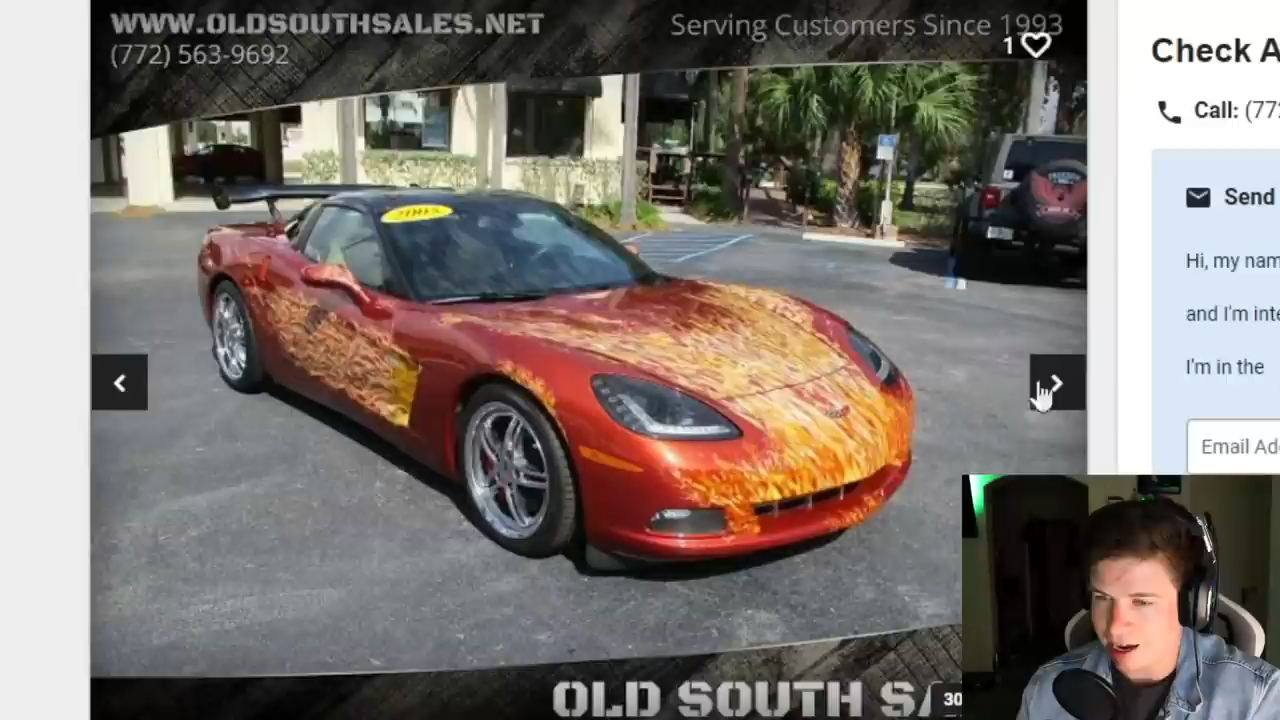 WWW.OLDSOUTHSALES.NET
(772) 563-9692
Serving Customers Since 1993
1
2005
Check A
Call: (77
Send
Hi, my nam
and I'm inte
I'm in the
Email Ad
OLD SOUTH SA
30